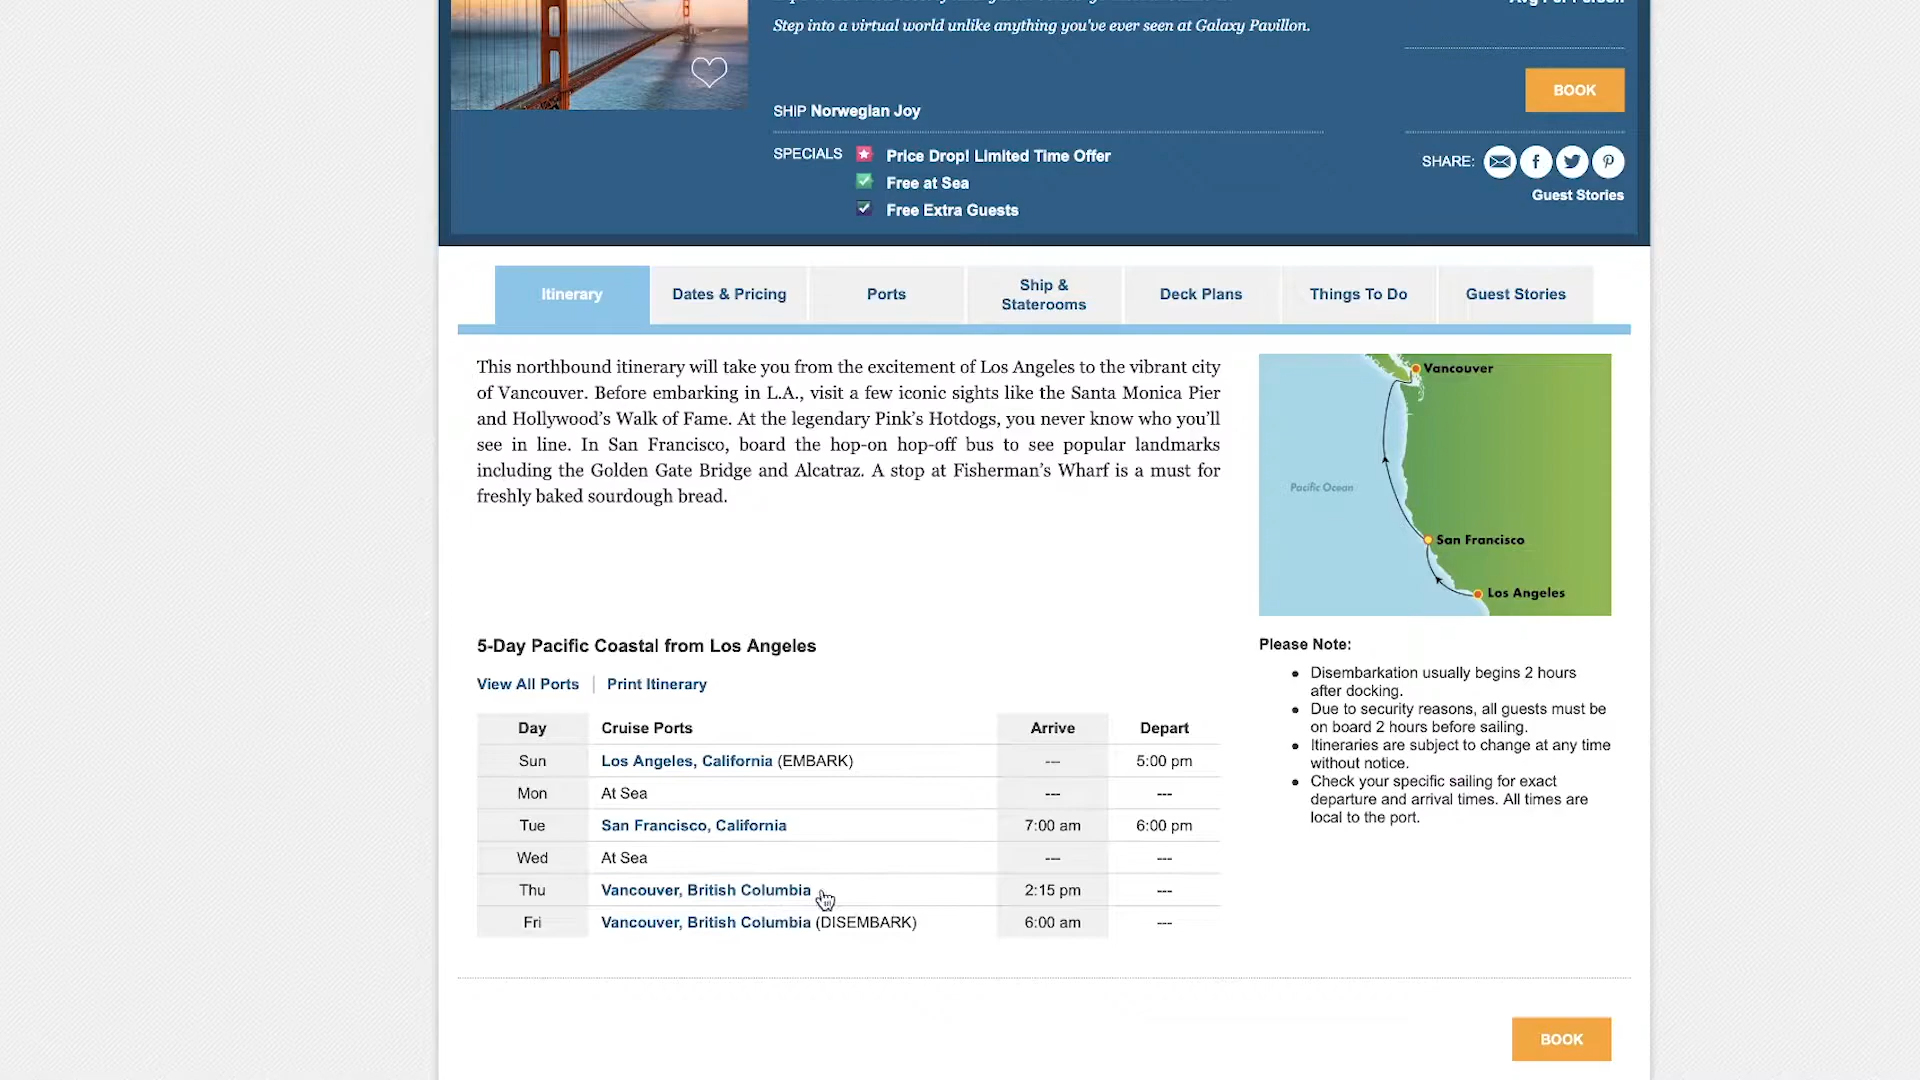 Step into a virtual world unlike anything you've ever seen at Galaxy Pavillon.
BOOK
SHIP Norwegian Joy
SPECIALS
Price Drop! Limited Time Offer
Free at Sea
Free Extra Guests
SHARE:
Guest Stories
Itinerary
Dates & Pricing
Ports
Ship &
Staterooms
Deck Plans
Things To Do
Guest Stories
This northbound itinerary will take you from the excitement of Los Angeles to the vibrant city
of Vancouver. Before embarking in L.A., visit a few iconic sights like the Santa Monica Pier
and Hollywood's Walk of Fame. At the legendary Pink's Hotdogs, you never know who you'll
see in line. In San Francisco, board the hop-on hop-off bus to see popular landmarks
including the Golden Gate Bridge and Alcatraz. A stop at Fisherman's Wharf is a must for
freshly baked sourdough bread.
Vancouver
Pacific Ocean
San Francisco
Los Angeles
5-Day Pacific Coastal from Los Angeles
View All Ports | Print Itinerary
Day Cruise Ports Arrive Depart
Sun Los Angeles, California (EMBARK) --- 5:00 pm
Mon At Sea --- ---
Tue San Francisco, California 7:00 am 6:00 pm
Wed At Sea --- ---
Thu Vancouver, British Columbia 2:15 pm ---
Fri Vancouver, British Columbia (DISEMBARK) 6:00 am ---
Please Note:
Disembarkation usually begins 2 hours
after docking.
Due to security reasons, all guests must be
on board 2 hours before sailing.
Itineraries are subject to change at any time
without notice.
Check your specific sailing for exact
departure and arrival times. All times are
local to the port.
BOOK